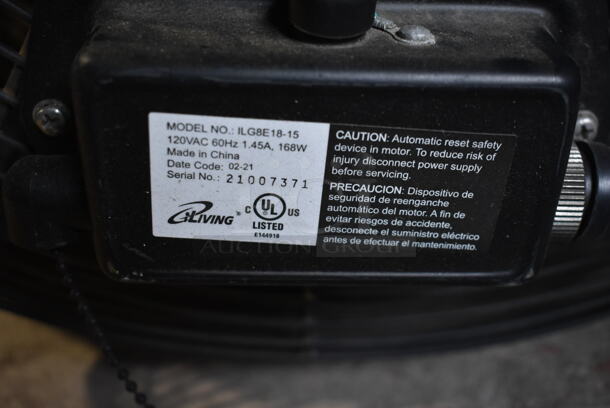 MODEL NO.: ILG8E18-15
120VAC 60Hz 1.45A, 168W
Made in China
Date Code: 02-21
Serial No.: 21007371
iLIVING ®
C UL US
LISTED
E144918
CAUTION: Automatic reset safety
device in motor. To reduce risk of
injury disconnect power supply
before servicing.
PRECAUCION: Dispositivo de
seguridad de reenganche
automático del motor. A fin de
evitar riesgos de accidente,
desconecte el suministro eléctrico
antes de efectuar el mantenimiento.
AUCTION GROUP